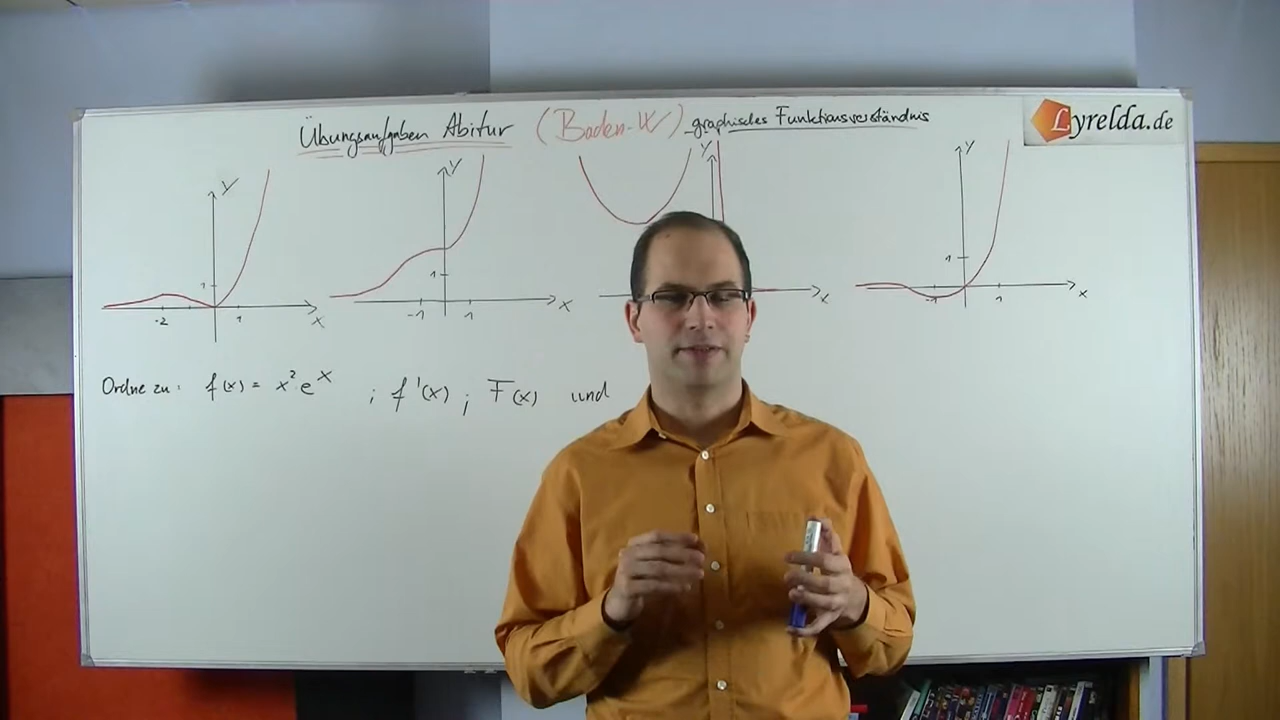 Übungsaufgaben Abitur (Baden-W) graphisches Funktionsverständnis
Lyrelda.de
y y y y
1 1 1
-2 1 x -1 1 x x -1 1 x
Ordne zu: f(x) = x²eˣ ; f'(x) ; F(x) und